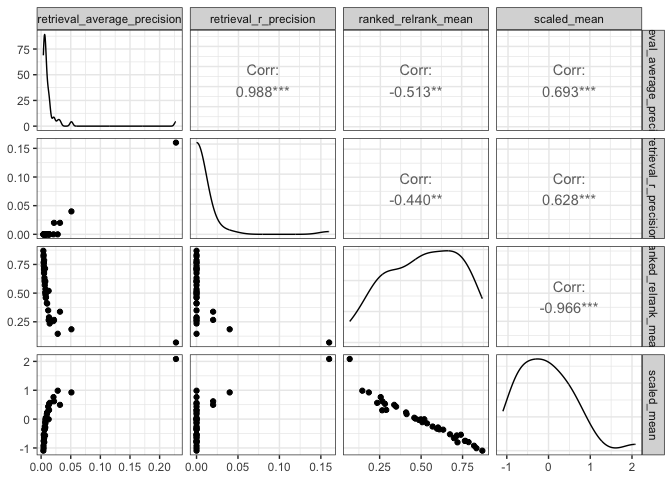 retrieval_average_precision retrieval_r_precision ranked_relrank_mean scaled_mean
75
50
25
0
Corr:
0.988***
Corr:
-0.513**
Corr:
0.693***
eval_average_preci
0.15
0.10
0.05
0.00
Corr:
-0.440**
Corr:
0.628***
retrieval_r_precision
0.75
0.50
0.25
Corr:
-0.966***
ranked_relrank_mean
2
1
0
-1
scaled_mean
0.00 0.05 0.10 0.15 0.20 0.00 0.05 0.10 0.15 0.25 0.50 0.75 -1 0 1 2